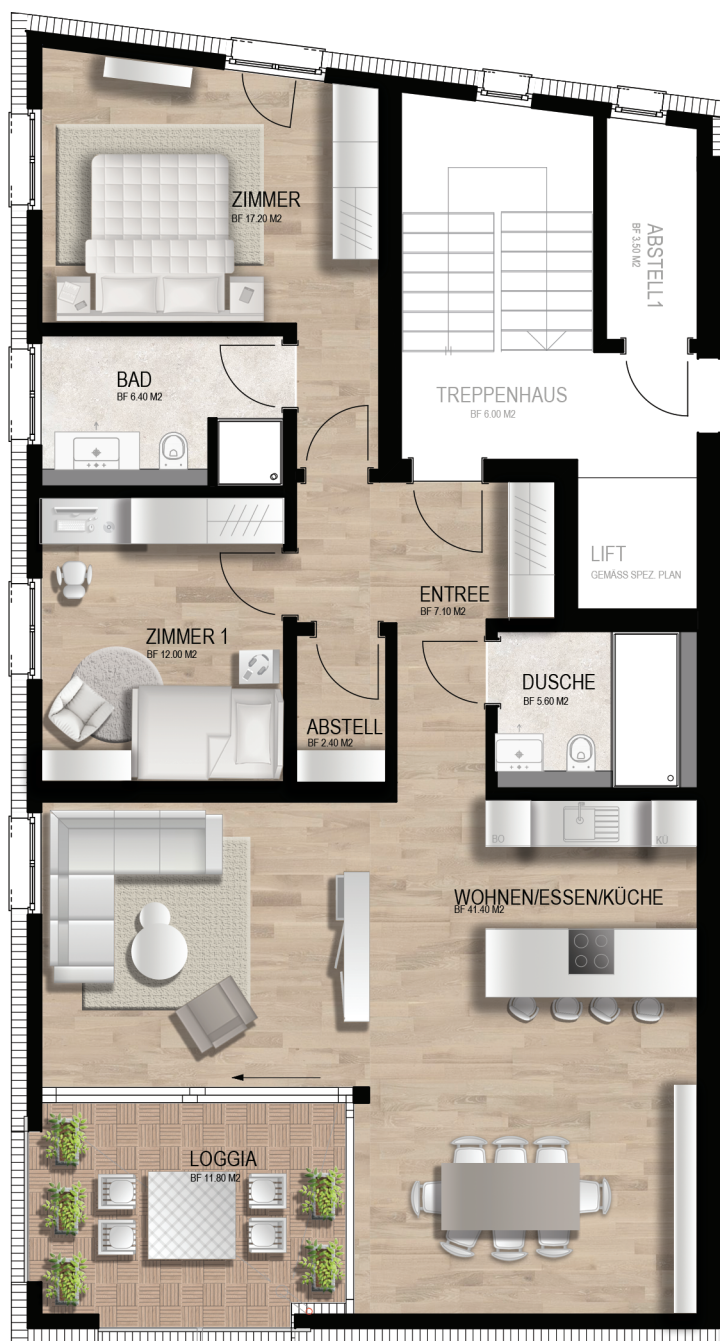 ZIMMER
BF 17.20 M2
ABSTELL1
BF 3.50 M2
BAD
BF 6.40 M2
TREPPENHAUS
BF 6.00 M2
LIFT
GEMÄSS SPEZ. PLAN
ENTREE
BF 7.10 M2
ZIMMER 1
BF 12.00 M2
DUSCHE
BF 5.60 M2
ABSTELL
BF 2.40 M2
BO
KÜ
WOHNEN/ESSEN/KÜCHE
BF 41.40 M2
LOGGIA
BF 11.80 M2